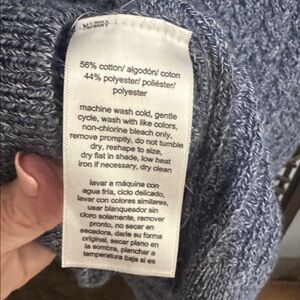 56% cotton/ algodón/ coton
44% polyester/ poliéster/
polyester
machine wash cold, gentle
cycle, wash with like colors,
non-chlorine bleach only,
remove promptly, do not tumble
dry, reshape to size,
dry flat in shade, low heat
iron if necessary, dry clean
lavar a máquina con
agua fría, ciclo delicado,
lavar con colores similares,
usar blanqueador sin
cloro solamente, remover
pronto, no secar en
secadora, darle su forma
original, secar plano en
la sombra, planchar a
temperatura baja si es